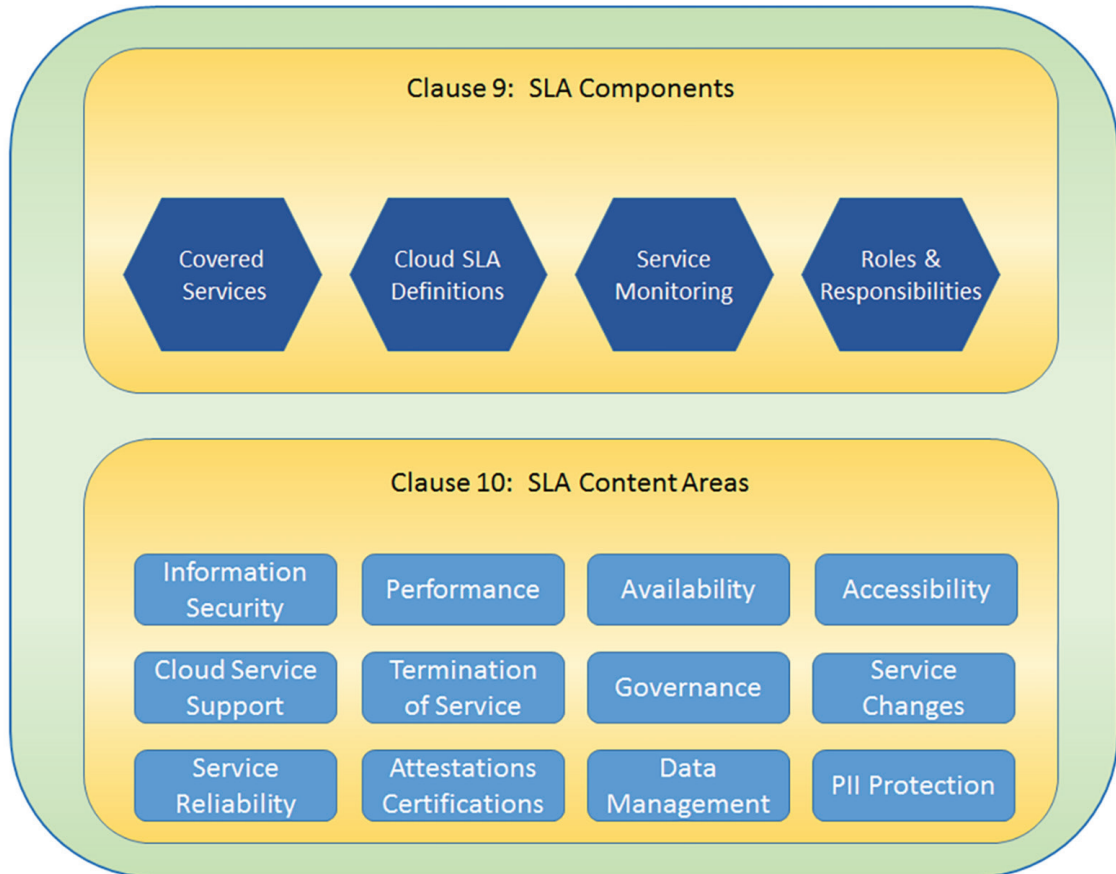 Clause 9: SLA Components
Covered
Services
Cloud SLA
Definitions
Service
Monitoring
Roles &
Responsibilities
Clause 10: SLA Content Areas
Information
Security
Performance
Availability
Accessibility
Cloud Service
Support
Termination
of Service
Governance
Service
Changes
Service
Reliability
Attestations
Certifications
Data
Management
PII Protection